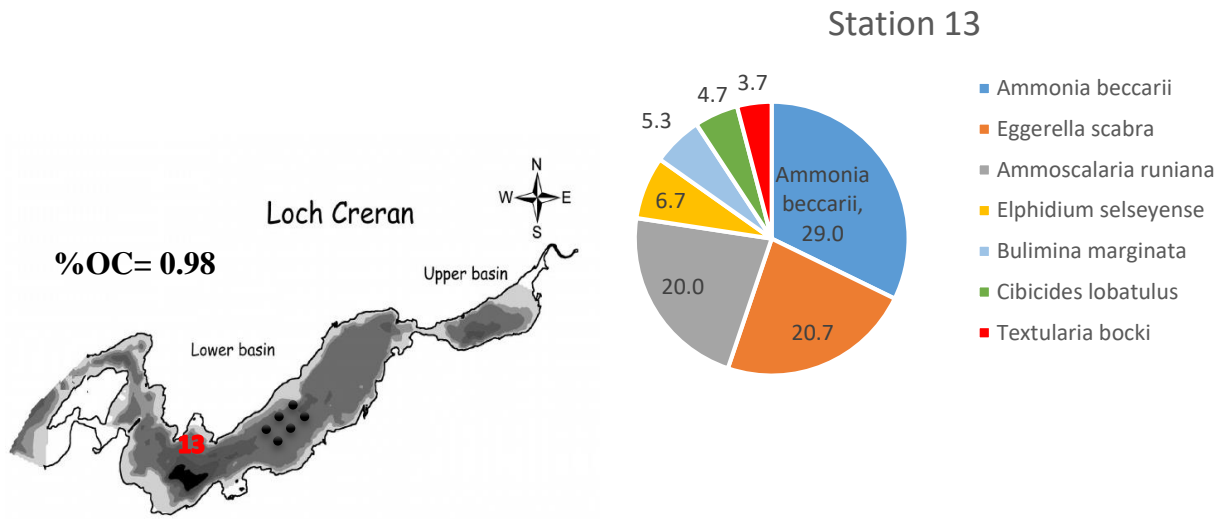 Station 13
N
W
E
S
Loch Creran
%OC= 0.98
Upper basin
Lower basin
13
3.7
4.7
5.3
6.7
20.0
20.7
Ammonia
beccarii,
29.0
Ammonia beccarii
Eggerella scabra
Ammoscalaria runiana
Elphidium selseyense
Bulimina marginata
Cibicides lobatulus
Textularia bocki